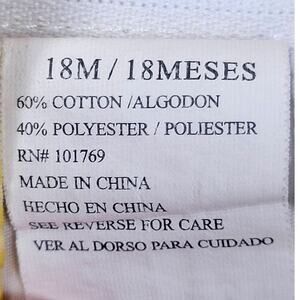 18M / 18MESES
60% COTTON /ALGODON
40% POLYESTER / POLIESTER
RN# 101769
MADE IN CHINA
HECHO EN CHINA
SEE REVERSE FOR CARE
VER AL DORSO PARA CUIDADO